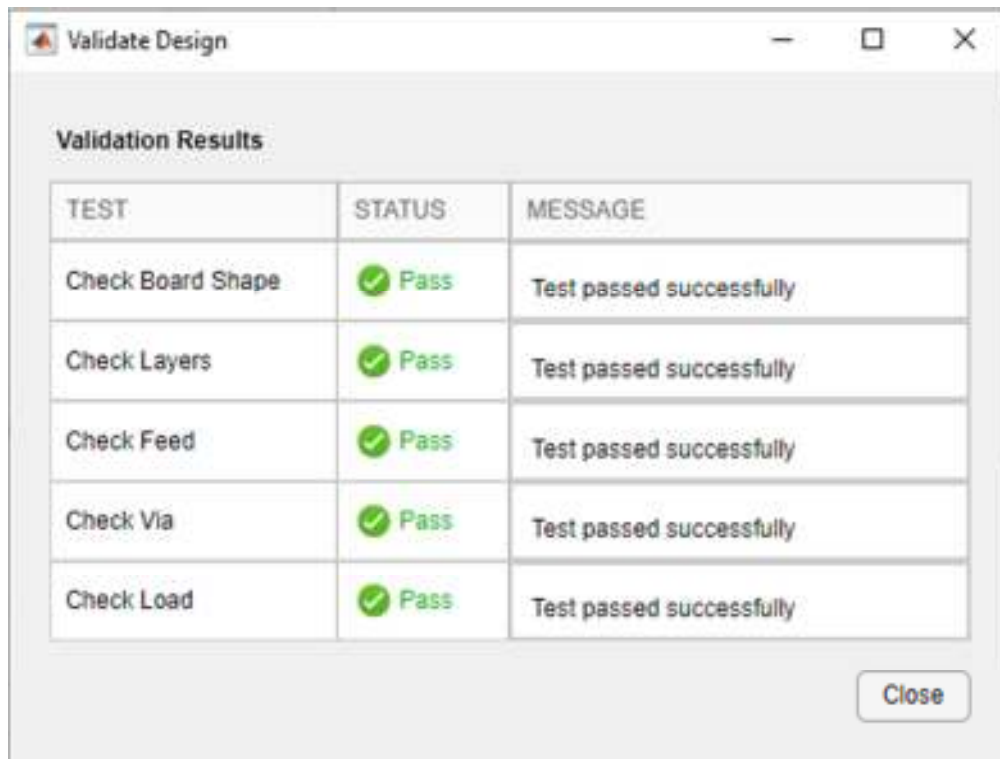 Validate Design
Validation Results
TEST STATUS MESSAGE
Check Board Shape Pass Test passed successfully
Check Layers Pass Test passed successfully
Check Feed Pass Test passed successfully
Check Via Pass Test passed successfully
Check Load Pass Test passed successfully
Close